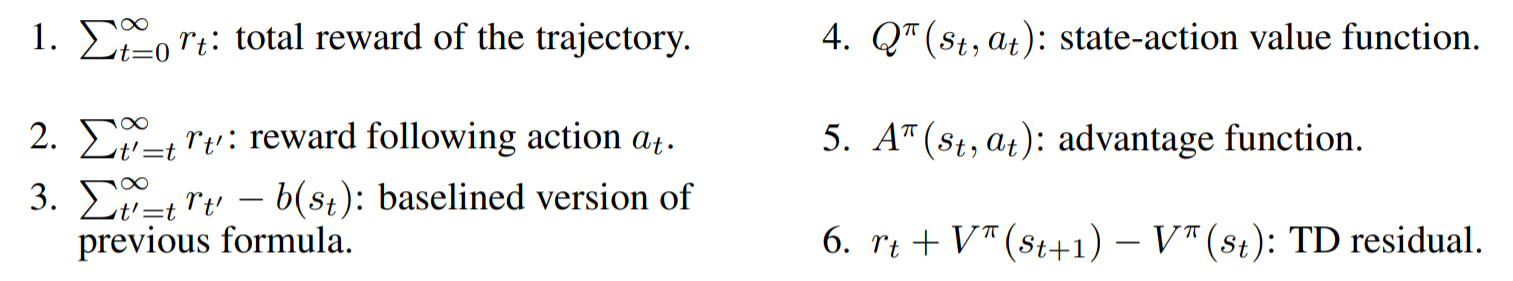 1. $\sum_{t=0}^{\infty} r_t$: total reward of the trajectory.
2. $\sum_{t'=t}^{\infty} r_{t'}$: reward following action $a_t$.
3. $\sum_{t'=t}^{\infty} r_{t'} - b(s_t)$: baselined version of
previous formula.
4. $Q^{\pi}(s_t, a_t)$: state-action value function.
5. $A^{\pi}(s_t, a_t)$: advantage function.
6. $r_t + V^{\pi}(s_{t+1}) - V^{\pi}(s_t)$: TD residual.